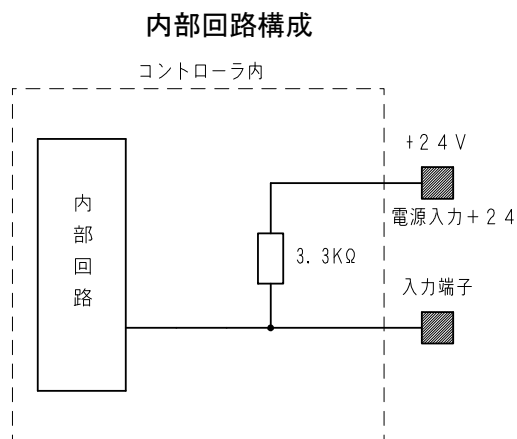 内部回路構成
コントローラ内
+24V
電源入力+24
内部回路
3.3KΩ
入力端子